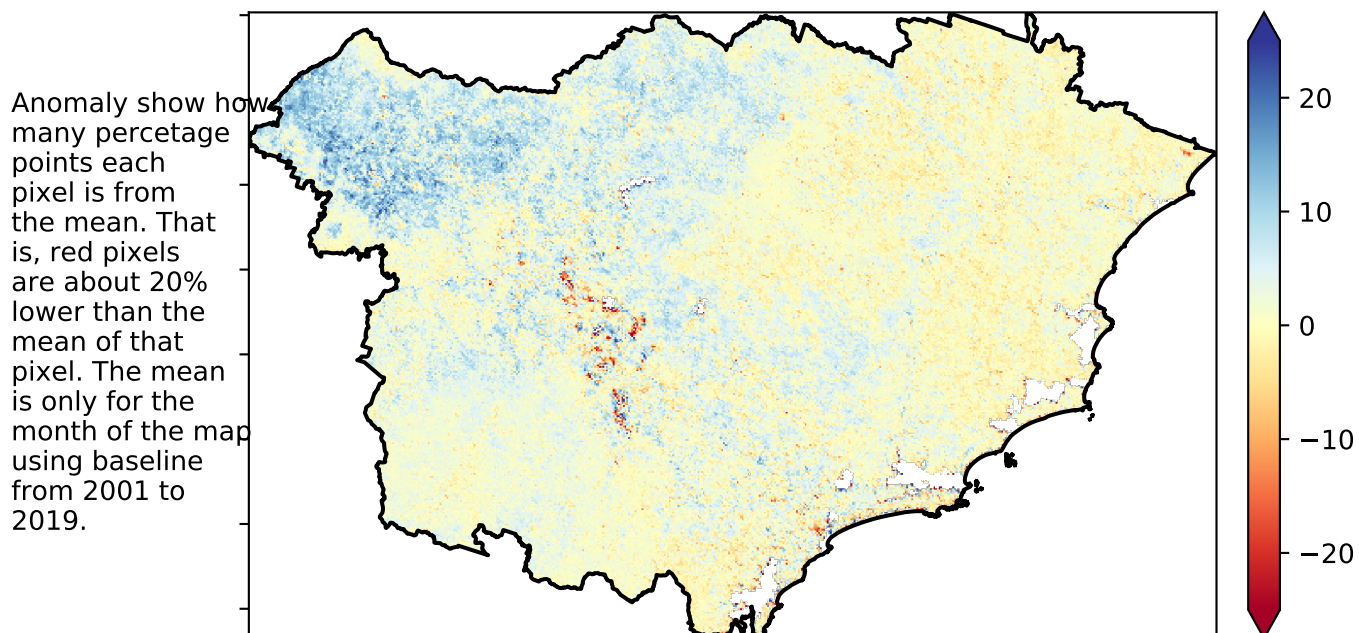 Anomaly show how
many percetage
points each
pixel is from
the mean. That
is, red pixels
are about 20%
lower than the
mean of that
pixel. The mean
is only for the
month of the map
using baseline
from 2001 to
2019.
20
10
0
−10
−20